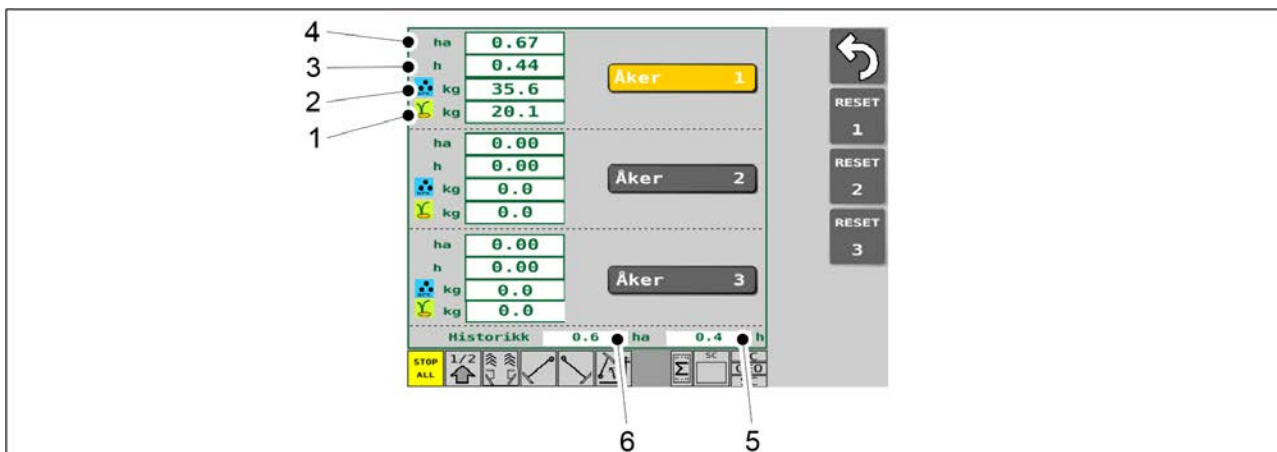 4 ha 0.67
3 h 0.44 Åker 1
2 kg 35.6
1 kg 20.1
RESET
1
ha 0.00
h 0.00 Åker 2
kg 0.0
kg 0.0
RESET
2
RESET
3
ha 0.00
h 0.00 Åker 3
kg 0.0
kg 0.0
Historikk 0.6 ha 0.4 h
STOP
ALL
1/2
Σ
SC
6 5